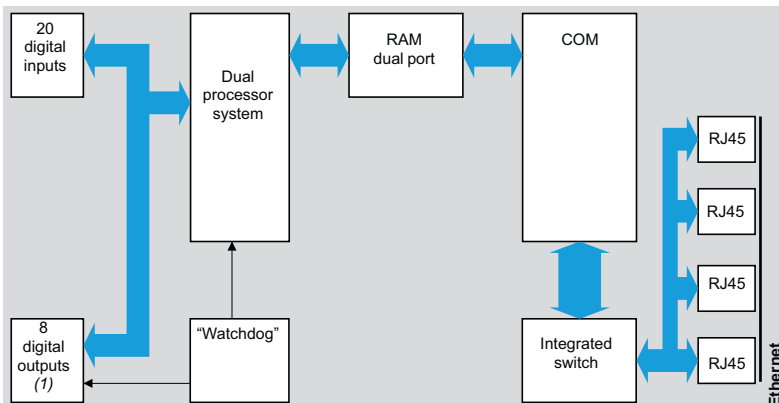 20
digital
inputs
Dual
processor
system
RAM
dual port
COM
RJ45
RJ45
RJ45
RJ45
8
digital
outputs
(1)
“Watchdog”
Integrated
switch
Ethernet